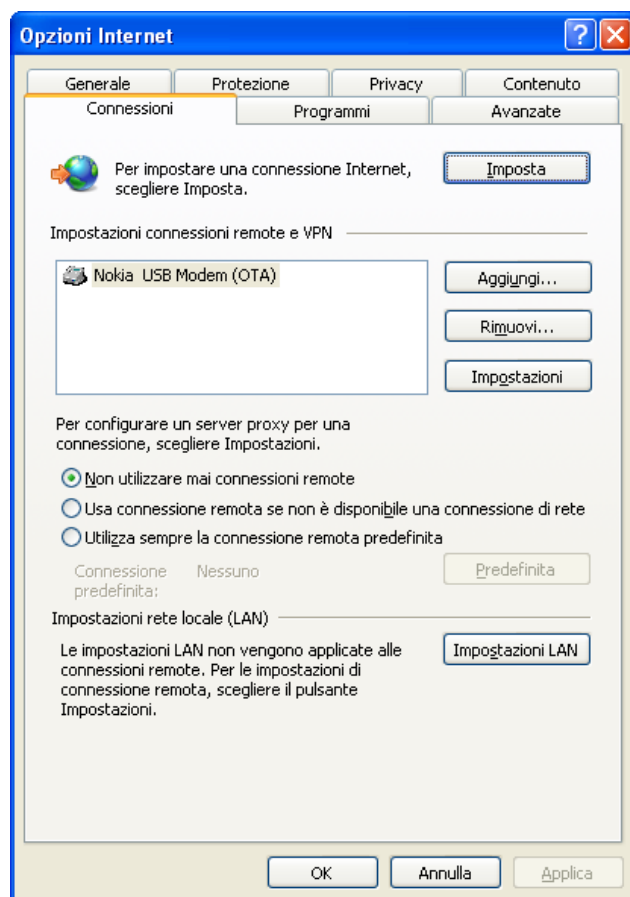 Opzioni Internet
Generale
Protezione
Privacy
Contenuto
Connessioni
Programmi
Avanzate
Per impostare una connessione Internet,
scegliere Imposta.
Imposta
Impostazioni connessioni remote e VPN
Nokia USB Modem (OTA)
Aggiungi...
Rimuovi...
Impostazioni
Per configurare un server proxy per una
connessione, scegliere Impostazioni.
Non utilizzare mai connessioni remote
Usa connessione remota se non è disponibile una connessione di rete
Utilizza sempre la connessione remota predefinita
Connessione
predefinita:
Nessuno
Predefinita
Impostazioni rete locale (LAN)
Le impostazioni LAN non vengono applicate alle
connessioni remote. Per le impostazioni di
connessione remota, scegliere il pulsante
Impostazioni.
Impostazioni LAN
OK
Annulla
Applica